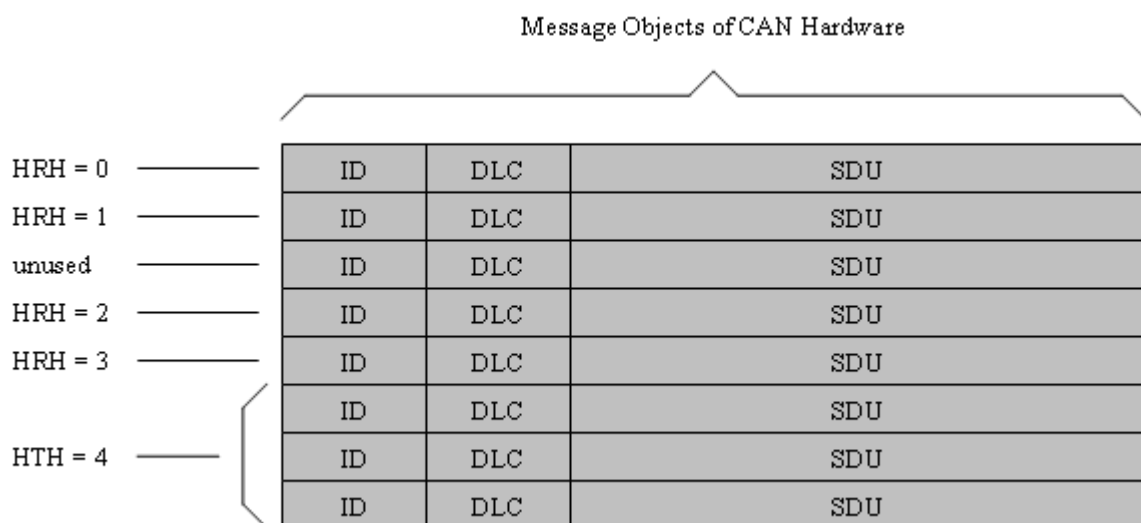 Message Objects of CAN Hardware
HRH = 0 ID DLC SDU
HRH = 1 ID DLC SDU
unused ID DLC SDU
HRH = 2 ID DLC SDU
HRH = 3 ID DLC SDU
ID DLC SDU
HTH = 4 ID DLC SDU
ID DLC SDU